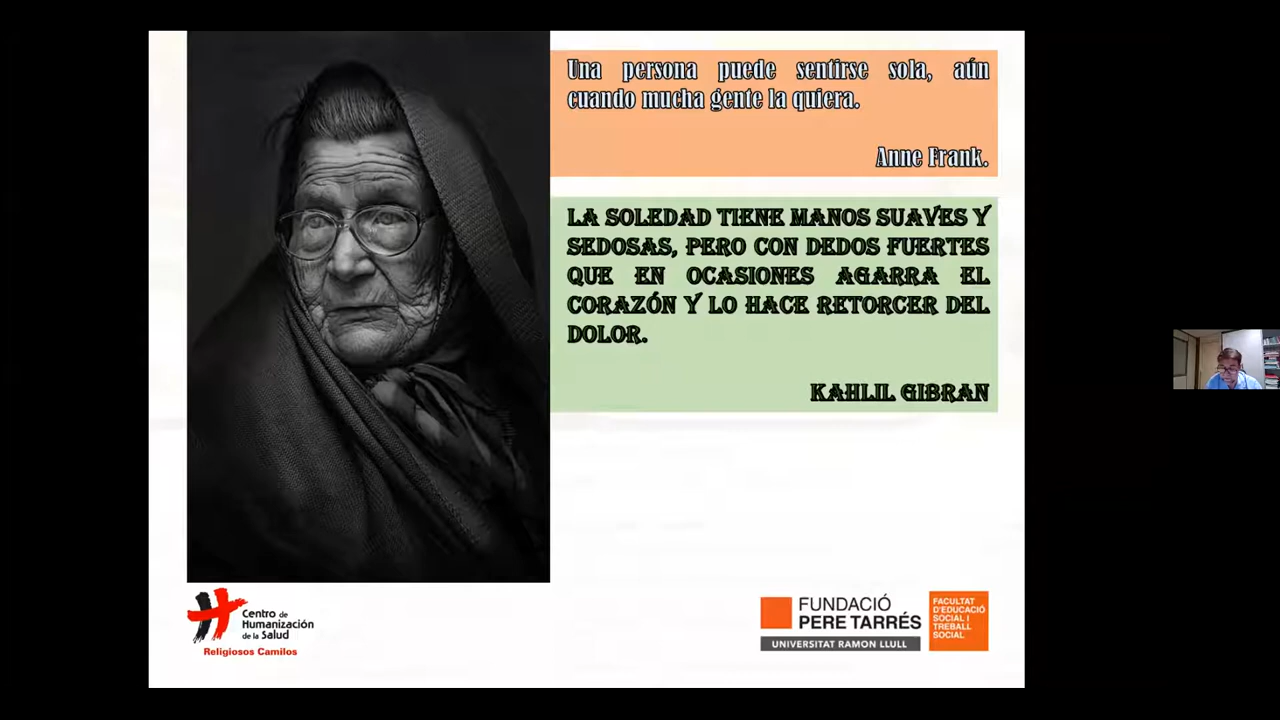 Una persona puede sentirse sola, aún
cuando mucha gente la quiera.
Anne Frank.
LA SOLEDAD TIENE MANOS SUAVES Y
SEDOSAS, PERO CON DEDOS FUERTES
QUE EN OCASIONES AGARRA EL
CORAZÓN Y LO HACE RETORCER DEL
DOLOR.
KAHLIL GIBRAN
Centro de
Humanización
de la Salud
Religiosos Camilos
FUNDACIÓ
PERE TARRÉS
UNIVERSITAT RAMON LLULL
FACULTAT
D'EDUCACIÓ
SOCIAL I
TREBALL
SOCIAL